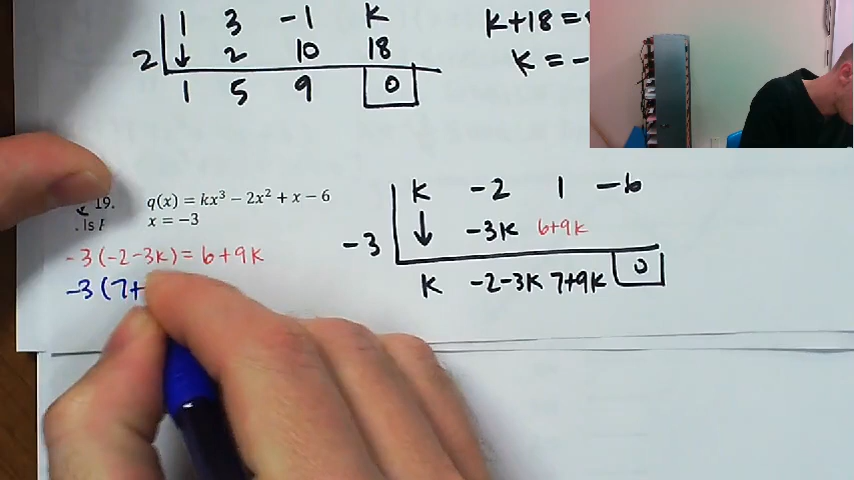 1 3 -1 K K+18 =
2 ↓ 2 10 18 K = -
1 5 9 0
19. q(x) = kx³ − 2x² + x − 6
x = −3
. Is
K -2 1 -6
-3 ↓ -3K 6+9K
K -2-3K 7+9K 0
-3(-2-3K) = 6+9K
-3(7+